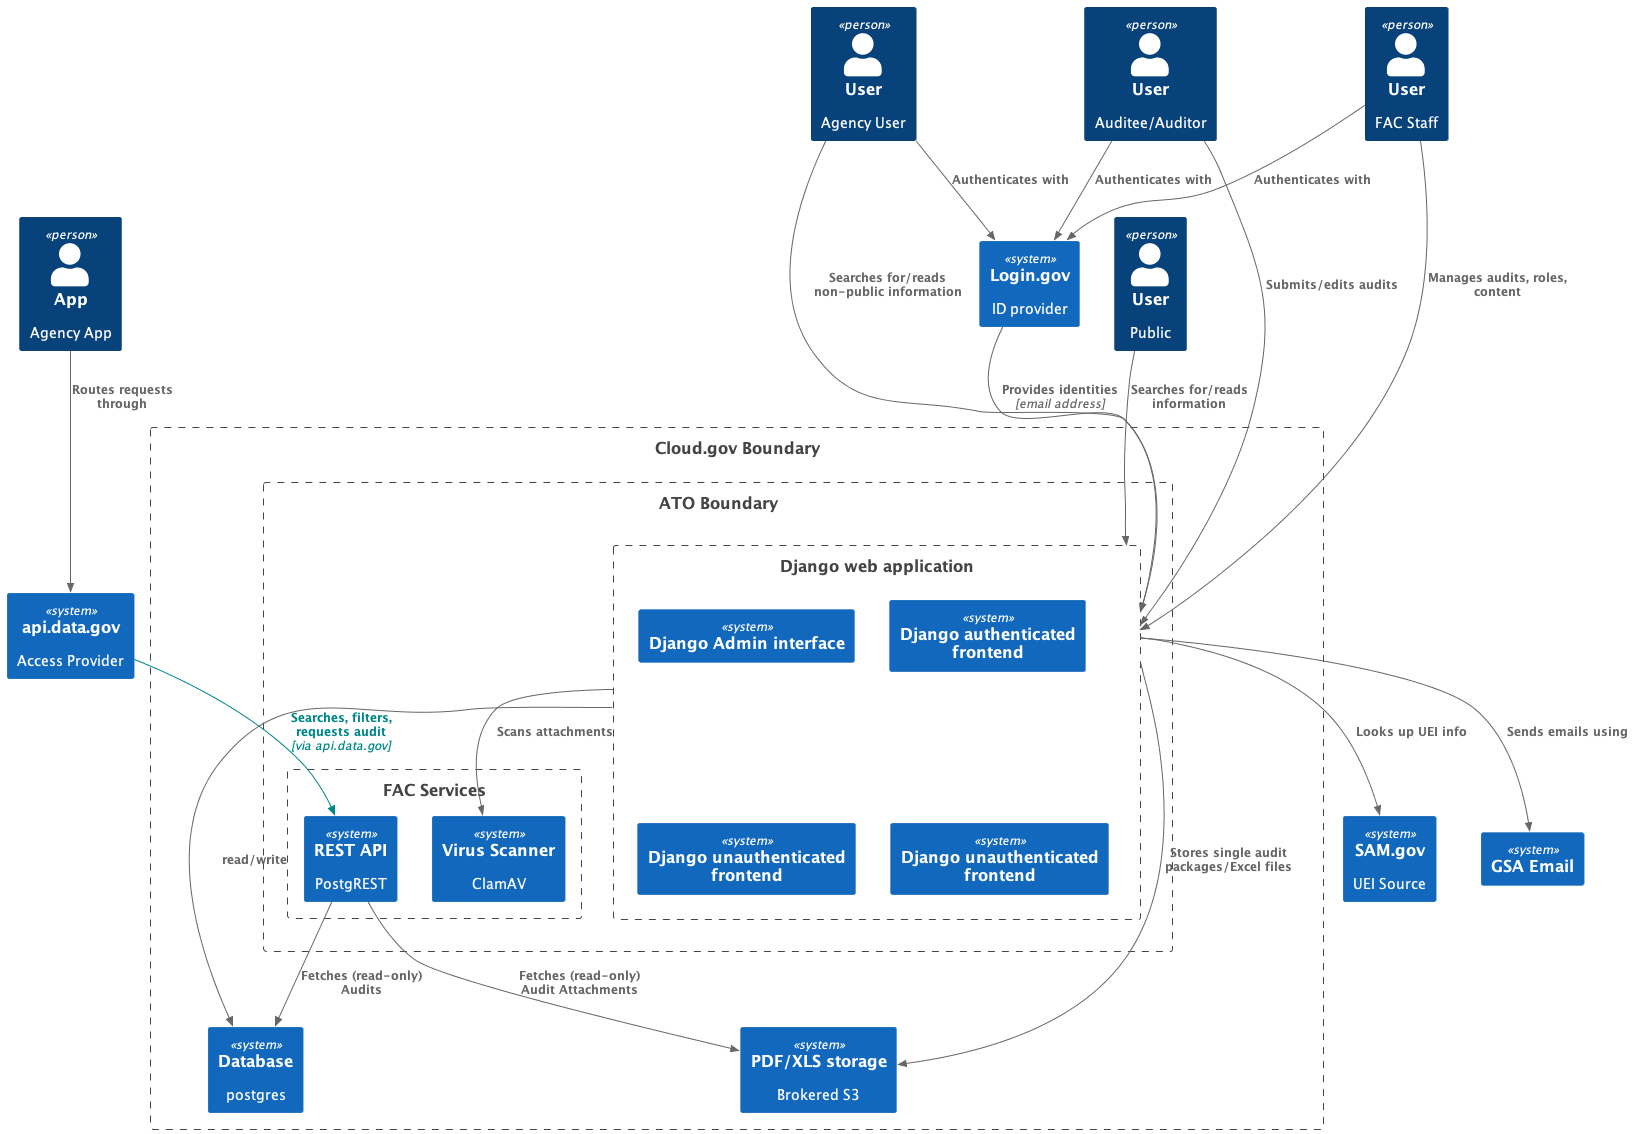 «person»
User
Agency User
«person»
User
Auditee/Auditor
«person»
User
FAC Staff
Authenticates with
Authenticates with
Authenticates with
«person»
App
Agency App
«system»
Login.gov
ID provider
«person»
User
Public
Searches for/reads
non-public information
Submits/edits audits
Manages audits, roles,
content
Routes requests
through
Provides identities
[email address]
Searches for/reads
information
Cloud.gov Boundary
ATO Boundary
Django web application
«system»
api.data.gov
Access Provider
«system»
Django Admin interface
«system»
Django authenticated
frontend
Searches, filters,
requests audit
[via api.data.gov]
Scans attachments
Looks up UEI info
Sends emails using
FAC Services
«system»
REST API
PostgREST
«system»
Virus Scanner
ClamAV
«system»
Django unauthenticated
frontend
«system»
Django unauthenticated
frontend
read/write
Stores single audit
packages/Excel files
«system»
SAM.gov
UEI Source
«system»
GSA Email
Fetches (read-only)
Audits
Fetches (read-only)
Audit Attachments
«system»
Database
postgres
«system»
PDF/XLS storage
Brokered S3